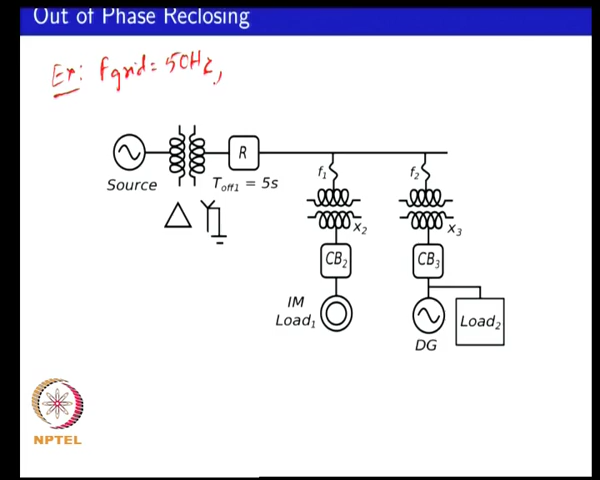 Out of Phase Reclosing
Ex: fgrid = 50Hz,
R
f₁
f₂
Source
T_off1 = 5s
X₂
X₃
CB₂
CB₃
IM
Load₁
Load₂
DG
NPTEL